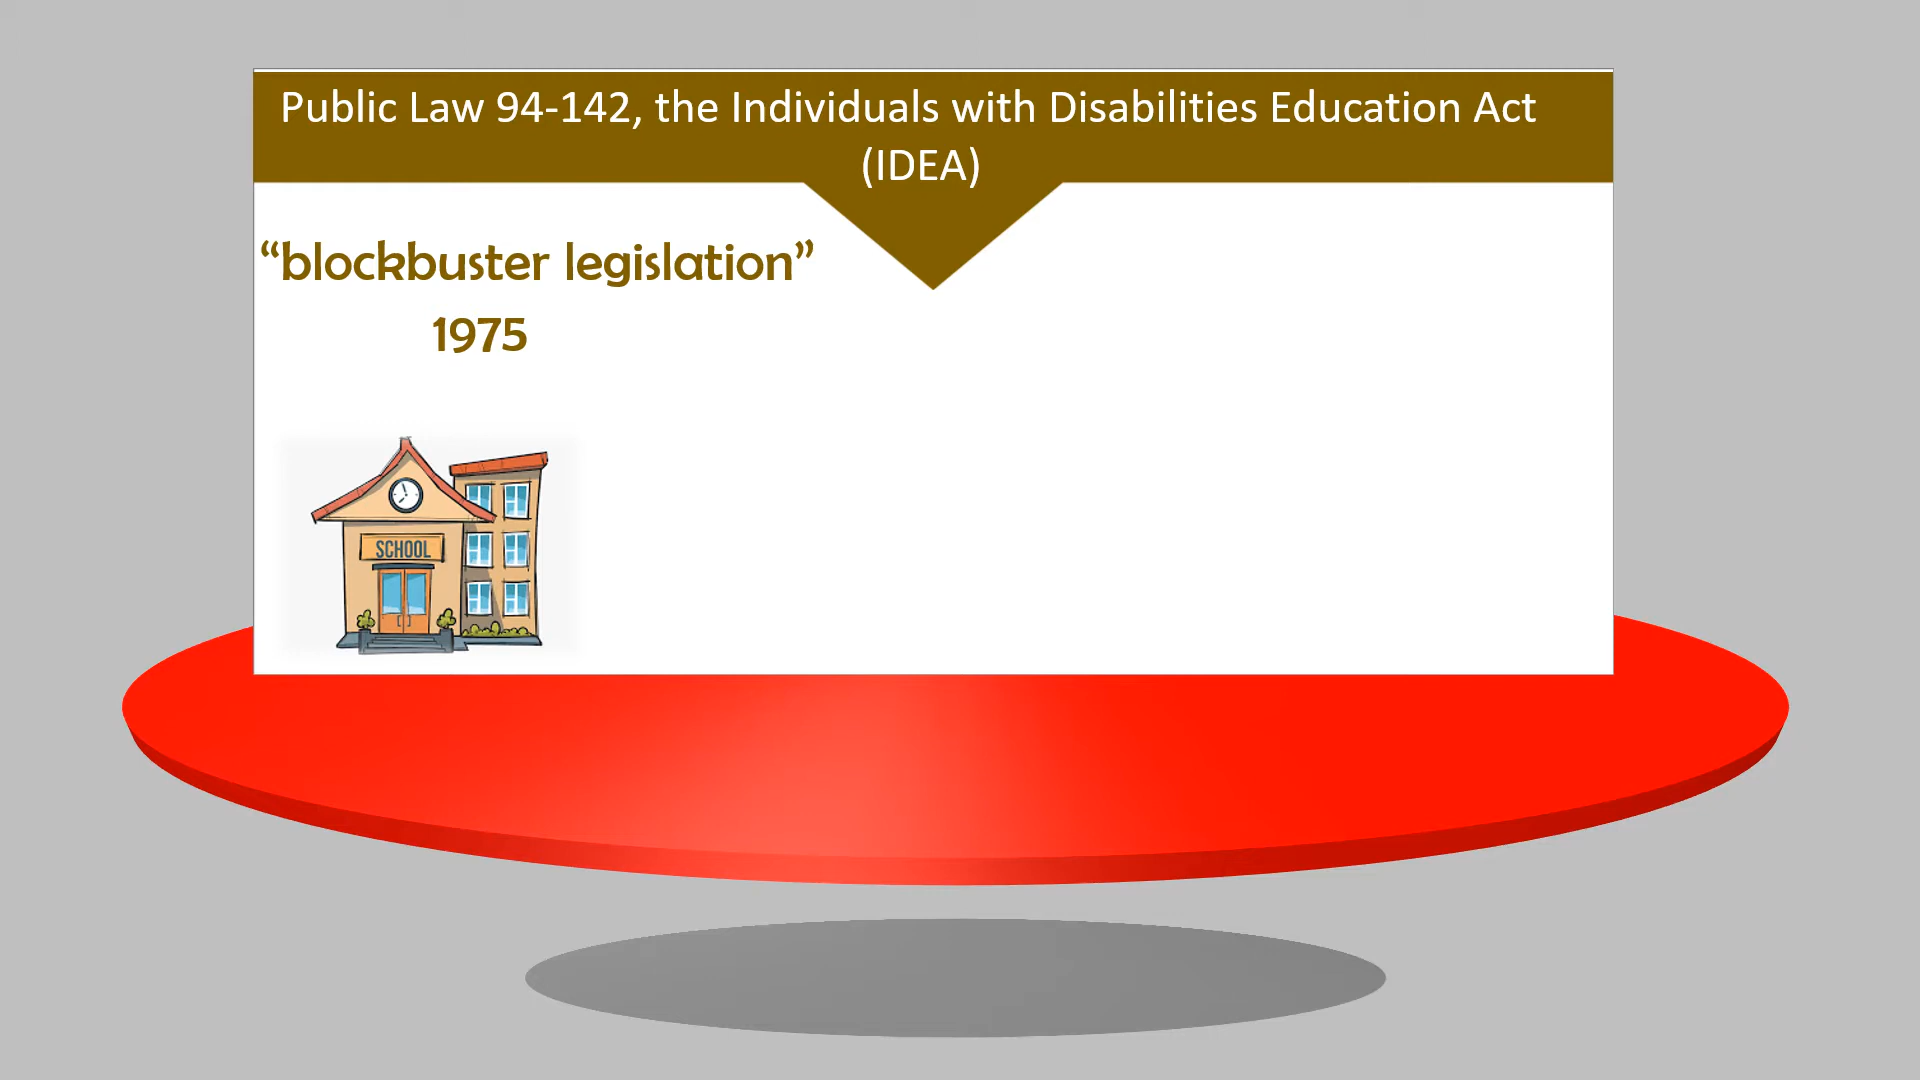 Public Law 94-142, the Individuals with Disabilities Education Act
(IDEA)
“blockbuster legislation”
1975
SCHOOL